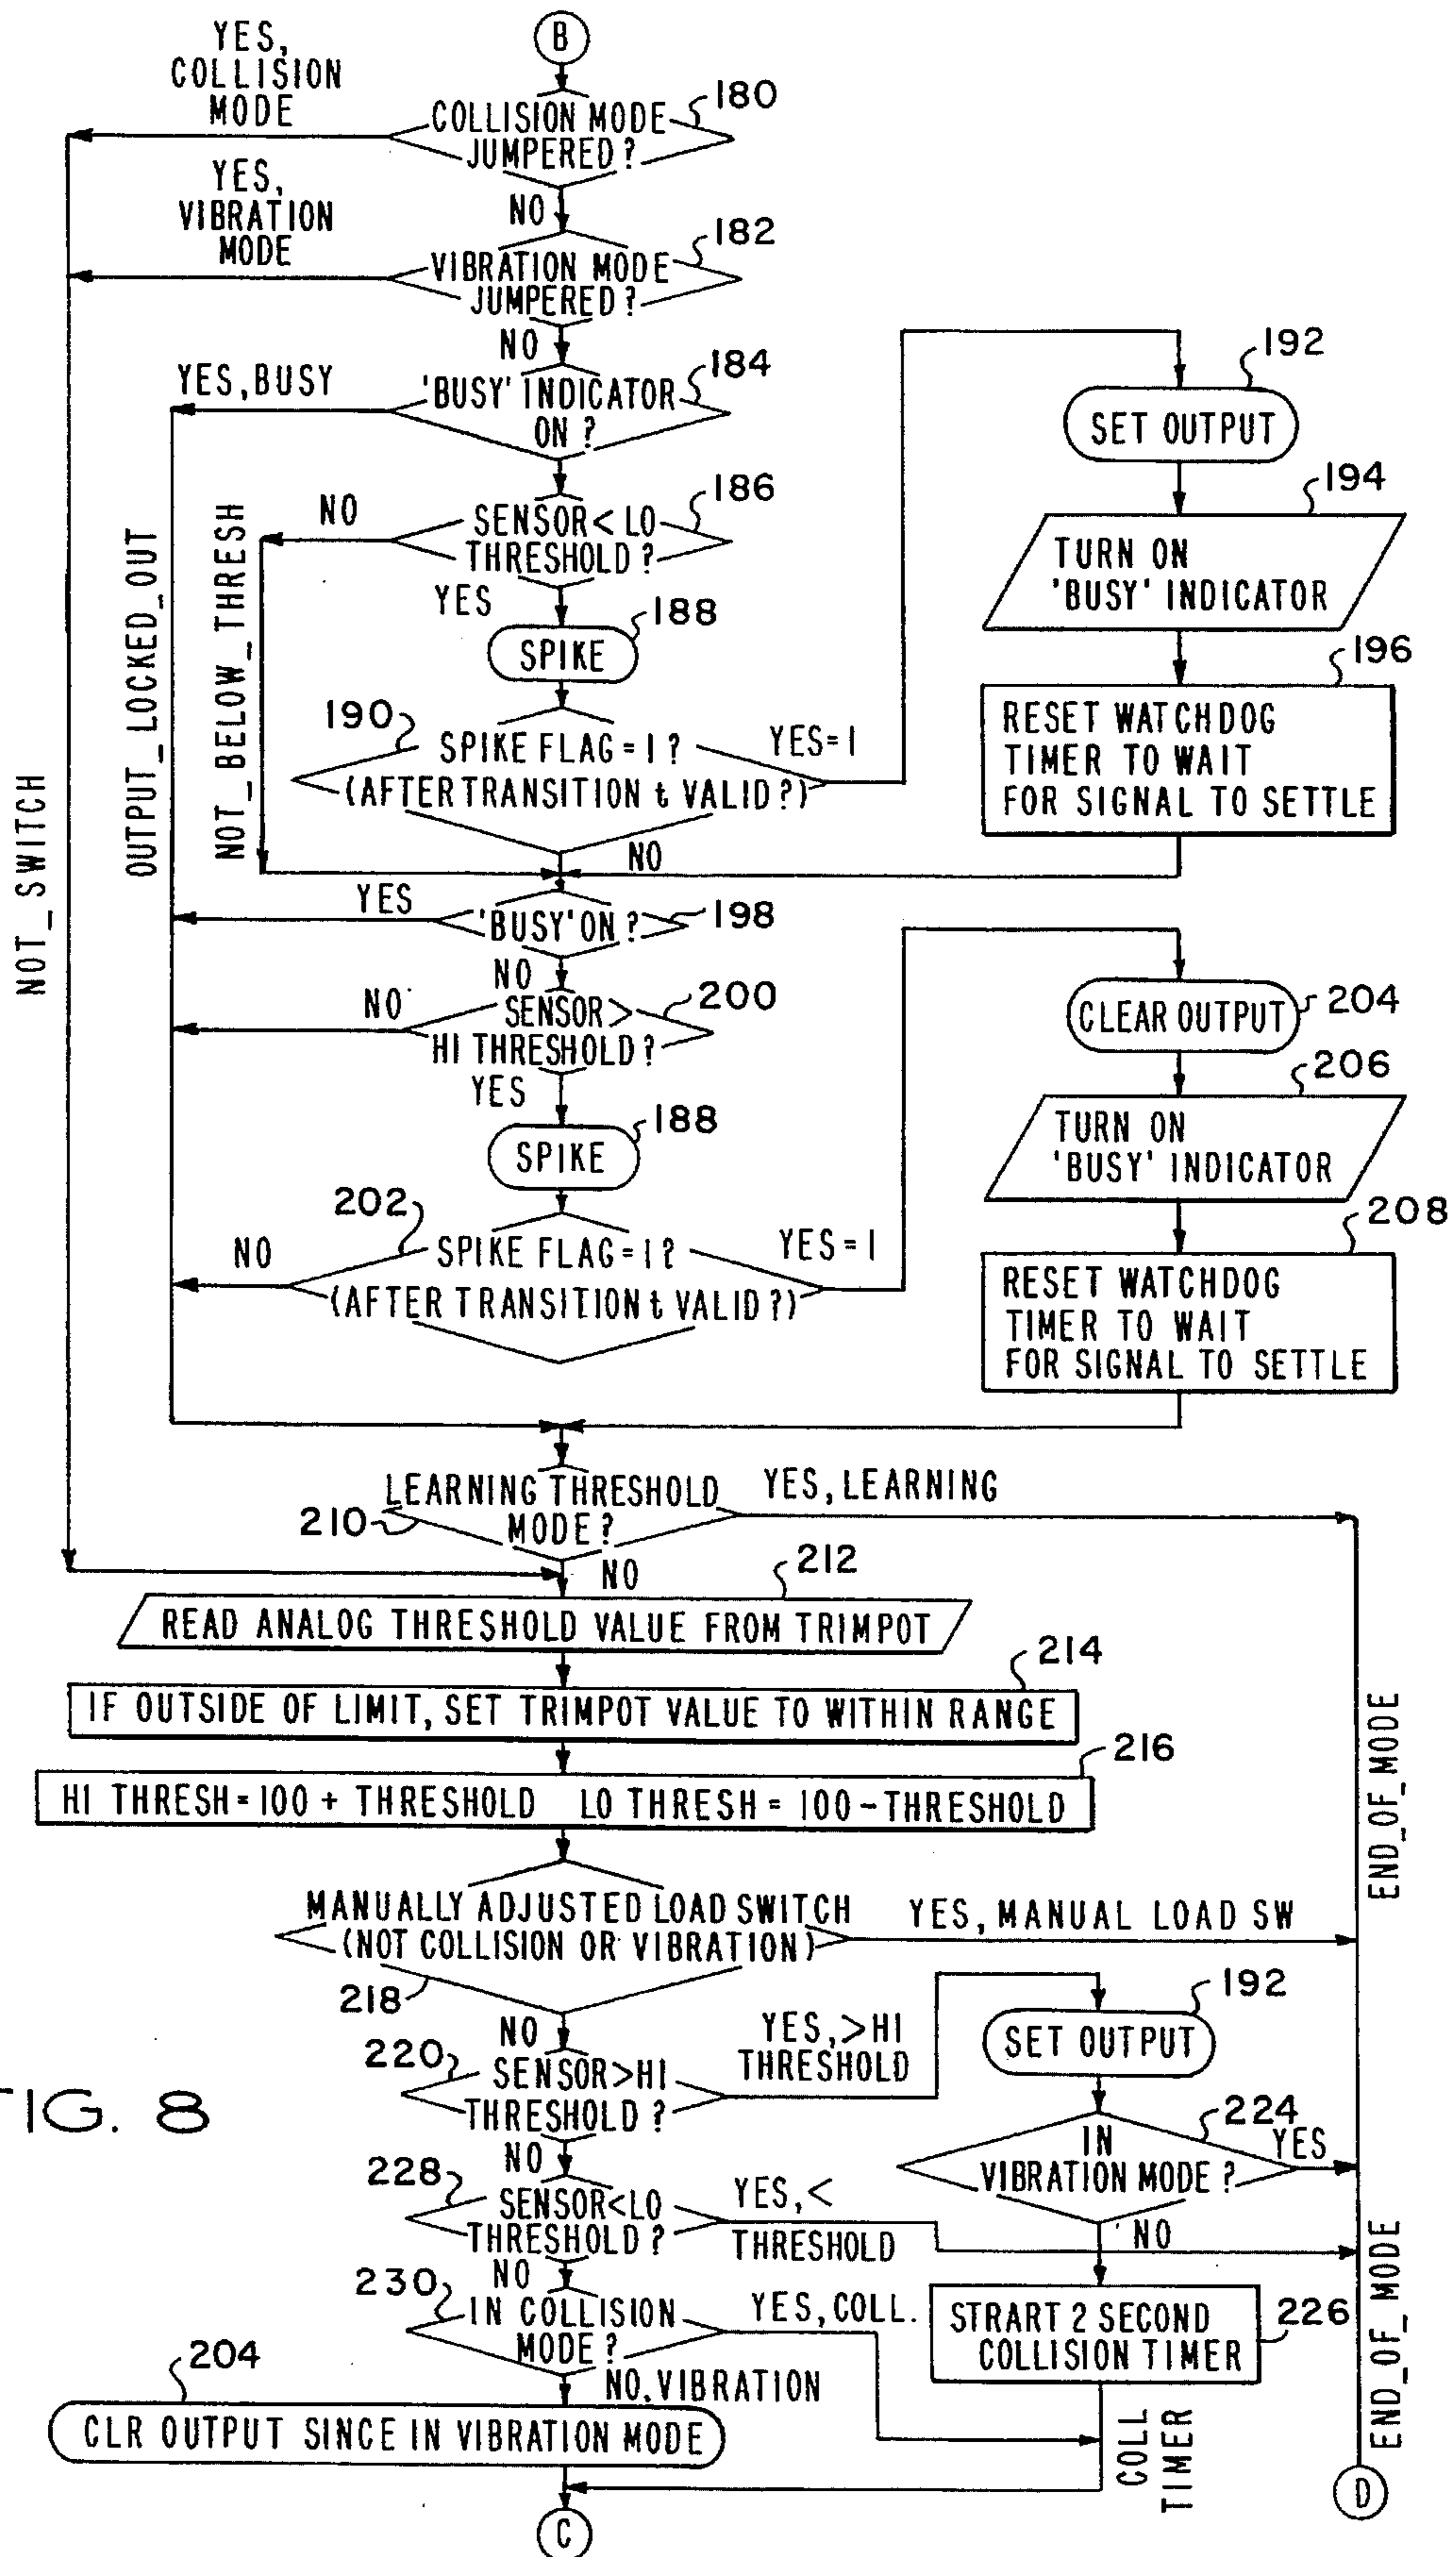 B
YES,
COLLISION
MODE
COLLISION MODE
JUMPERED?
180
NO
YES,
VIBRATION
MODE
VIBRATION MODE
JUMPERED?
182
NO
YES, BUSY
'BUSY' INDICATOR
ON?
184
192
SET OUTPUT
NO
SENSOR < LO
THRESHOLD?
186
194
TURN ON
'BUSY' INDICATOR
YES
SPIKE
188
196
RESET WATCHDOG
TIMER TO WAIT
FOR SIGNAL TO SETTLE
190
SPIKE FLAG = 1?
(AFTER TRANSITION t VALID?)
YES = 1
NO
NOT_SWITCH
OUTPUT_LOCKED_OUT
NOT_BELOW_THRESH
YES
'BUSY' ON?
198
NO
NO
SENSOR >
HI THRESHOLD?
200
CLEAR OUTPUT
204
YES
SPIKE
188
206
TURN ON
'BUSY' INDICATOR
202
NO
SPIKE FLAG = 1?
(AFTER TRANSITION t VALID?)
YES = 1
208
RESET WATCHDOG
TIMER TO WAIT
FOR SIGNAL TO SETTLE
LEARNING THRESHOLD
MODE?
210
YES, LEARNING
NO
212
READ ANALOG THRESHOLD VALUE FROM TRIMPOT
214
IF OUTSIDE OF LIMIT, SET TRIMPOT VALUE TO WITHIN RANGE
216
HI THRESH = 100 + THRESHOLD LO THRESH = 100 - THRESHOLD
END_OF_MODE
MANUALLY ADJUSTED LOAD SWITCH
(NOT COLLISION OR VIBRATION)
218
YES, MANUAL LOAD SW
NO
220
SENSOR > HI
THRESHOLD?
YES, > HI
THRESHOLD
192
SET OUTPUT
FIG. 8
NO
224
IN
VIBRATION MODE?
YES
NO
228
SENSOR < LO
THRESHOLD?
YES, <
THRESHOLD
NO
230
IN COLLISION
MODE?
YES, COLL.
STRART 2 SECOND
COLLISION TIMER
226
END_OF_MODE
NO, VIBRATION
204
CLR OUTPUT SINCE IN VIBRATION MODE
COLL
TIMER
C
D